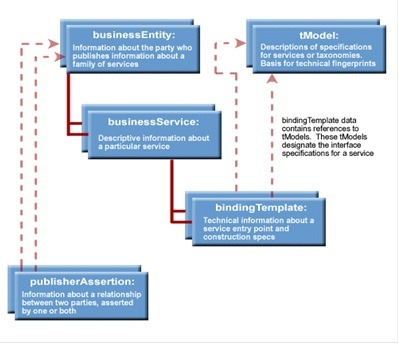 businessEntity:
Information about the party who
publishes information about a
family of services
tModel:
Descriptions of specifications
for services or taxonomies.
Basis for technical fingerprints
businessService:
Descriptive information about
a particular service
bindingTemplate data
contains references to
tModels. These tModels
designate the interface
specifications for a service
bindingTemplate:
Technical information about a
service entry point and
construction specs
publisherAssertion:
Information about a relationship
between two parties, asserted
by one or both